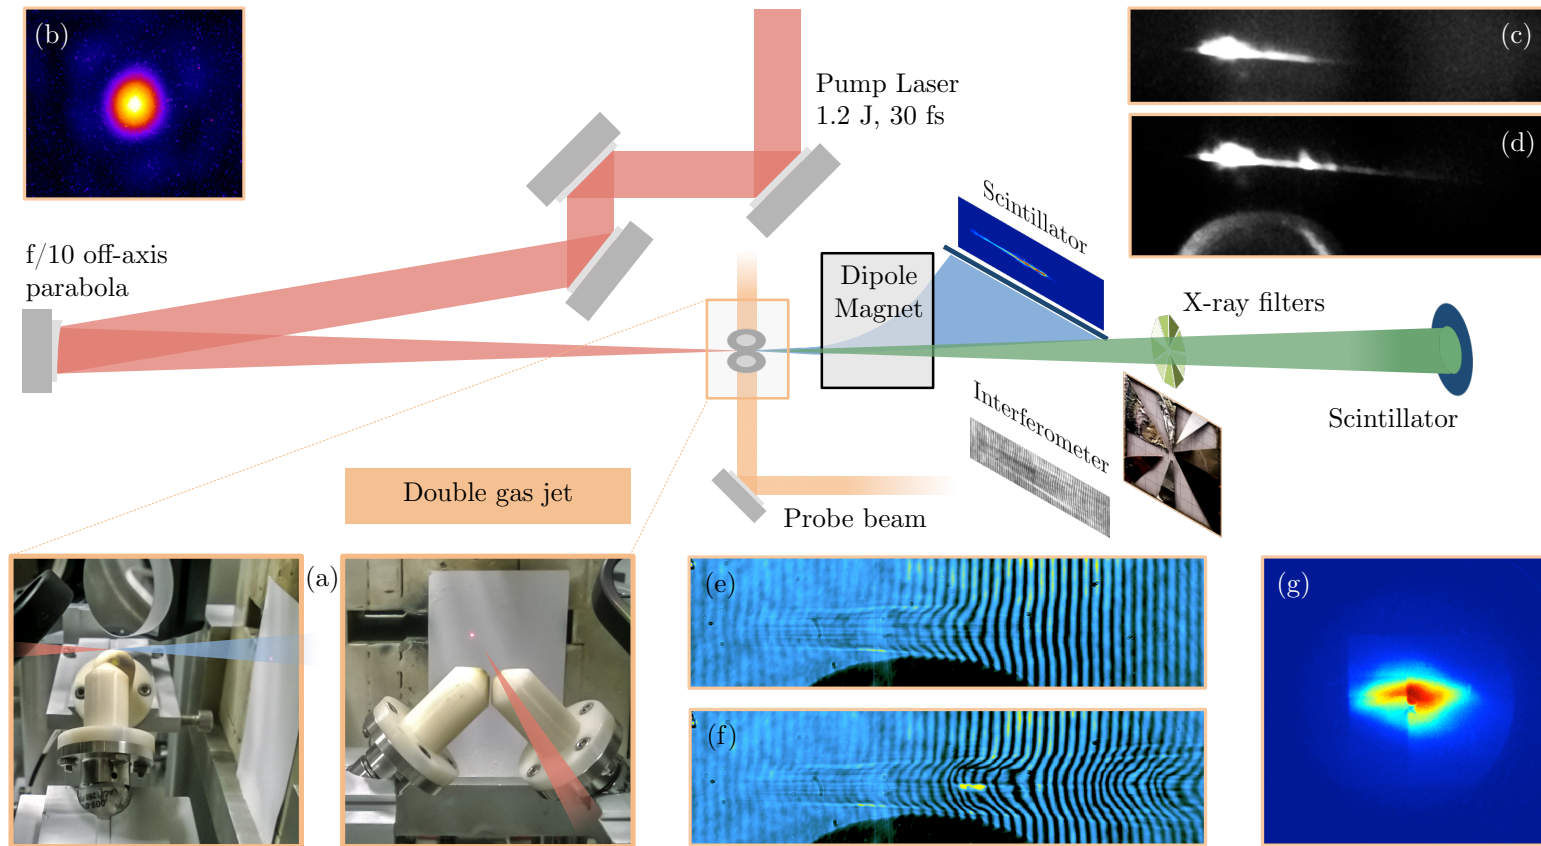 (b)
Pump Laser
1.2 J, 30 fs
(c)
(d)
f/10 off-axis
parabola
Scintillator
Dipole
Magnet
X-ray filters
Interferometer
Scintillator
Double gas jet
Probe beam
(a)
(e)
(f)
(g)